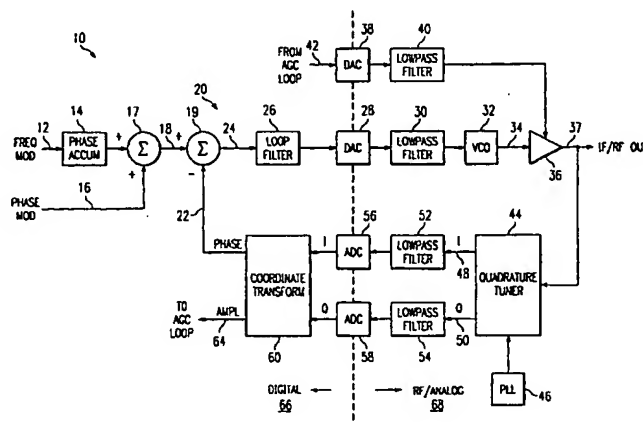 10
38
40
FROM AGC LOOP
42
DAC
LOWPASS FILTER
20
14
17
19
26
28
30
32
12
18
24
34
37
FREQ MOD
PHASE ACCUM
+
Σ
+
Σ
LOOP FILTER
DAC
LOWPASS FILTER
VCO
IF/RF OU
+
−
36
PHASE MOD
16
22
56
52
44
PHASE
I
ADC
LOWPASS FILTER
I
48
COORDINATE TRANSFORM
QUADRATURE TUNER
TO AGC LOOP
AMPL
64
Q
ADC
LOWPASS FILTER
Q
50
60
58
54
DIGITAL
66
RF/ANALOG
68
PLL
46